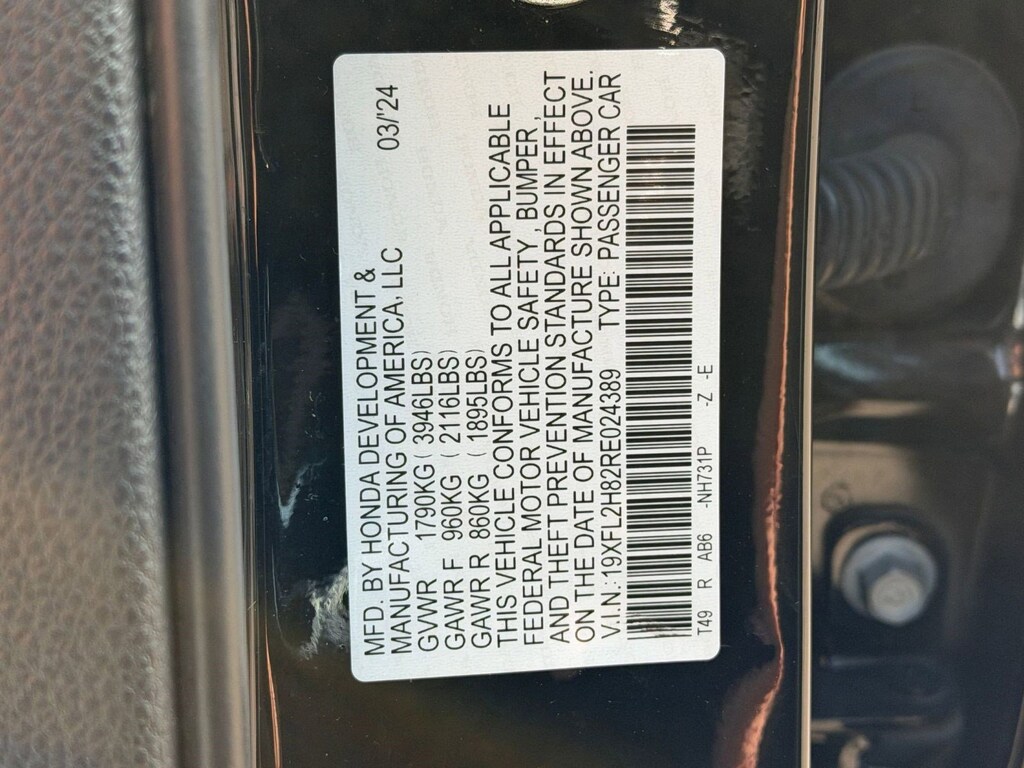 MFD. BY HONDA DEVELOPMENT &
MANUFACTURING OF AMERICA, LLC 03/'24
GVWR 1790KG ( 3946LBS)
GAWR F 960KG ( 2116LBS)
GAWR R 860KG ( 1895LBS)
THIS VEHICLE CONFORMS TO ALL APPLICABLE
FEDERAL MOTOR VEHICLE SAFETY, BUMPER,
AND THEFT PREVENTION STANDARDS IN EFFECT
ON THE DATE OF MANUFACTURE SHOWN ABOVE.
V.I.N.:19XFL2H82RE024389 TYPE: PASSENGER CAR
T49 R AB6 -NH731P -Z -E